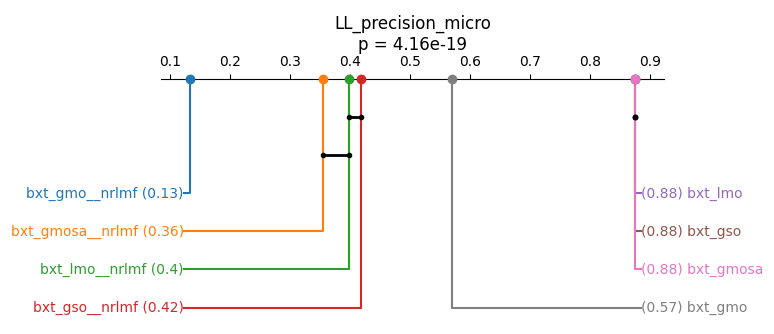 LL_precision_micro
p = 4.16e-19
0.1 0.2 0.3 0.4 0.5 0.6 0.7 0.8 0.9
bxt_gmo__nrlmf (0.13) (0.88) bxt_lmo
bxt_gmosa__nrlmf (0.36) (0.88) bxt_gso
bxt_lmo__nrlmf (0.4) (0.88) bxt_gmosa
bxt_gso__nrlmf (0.42) (0.57) bxt_gmo